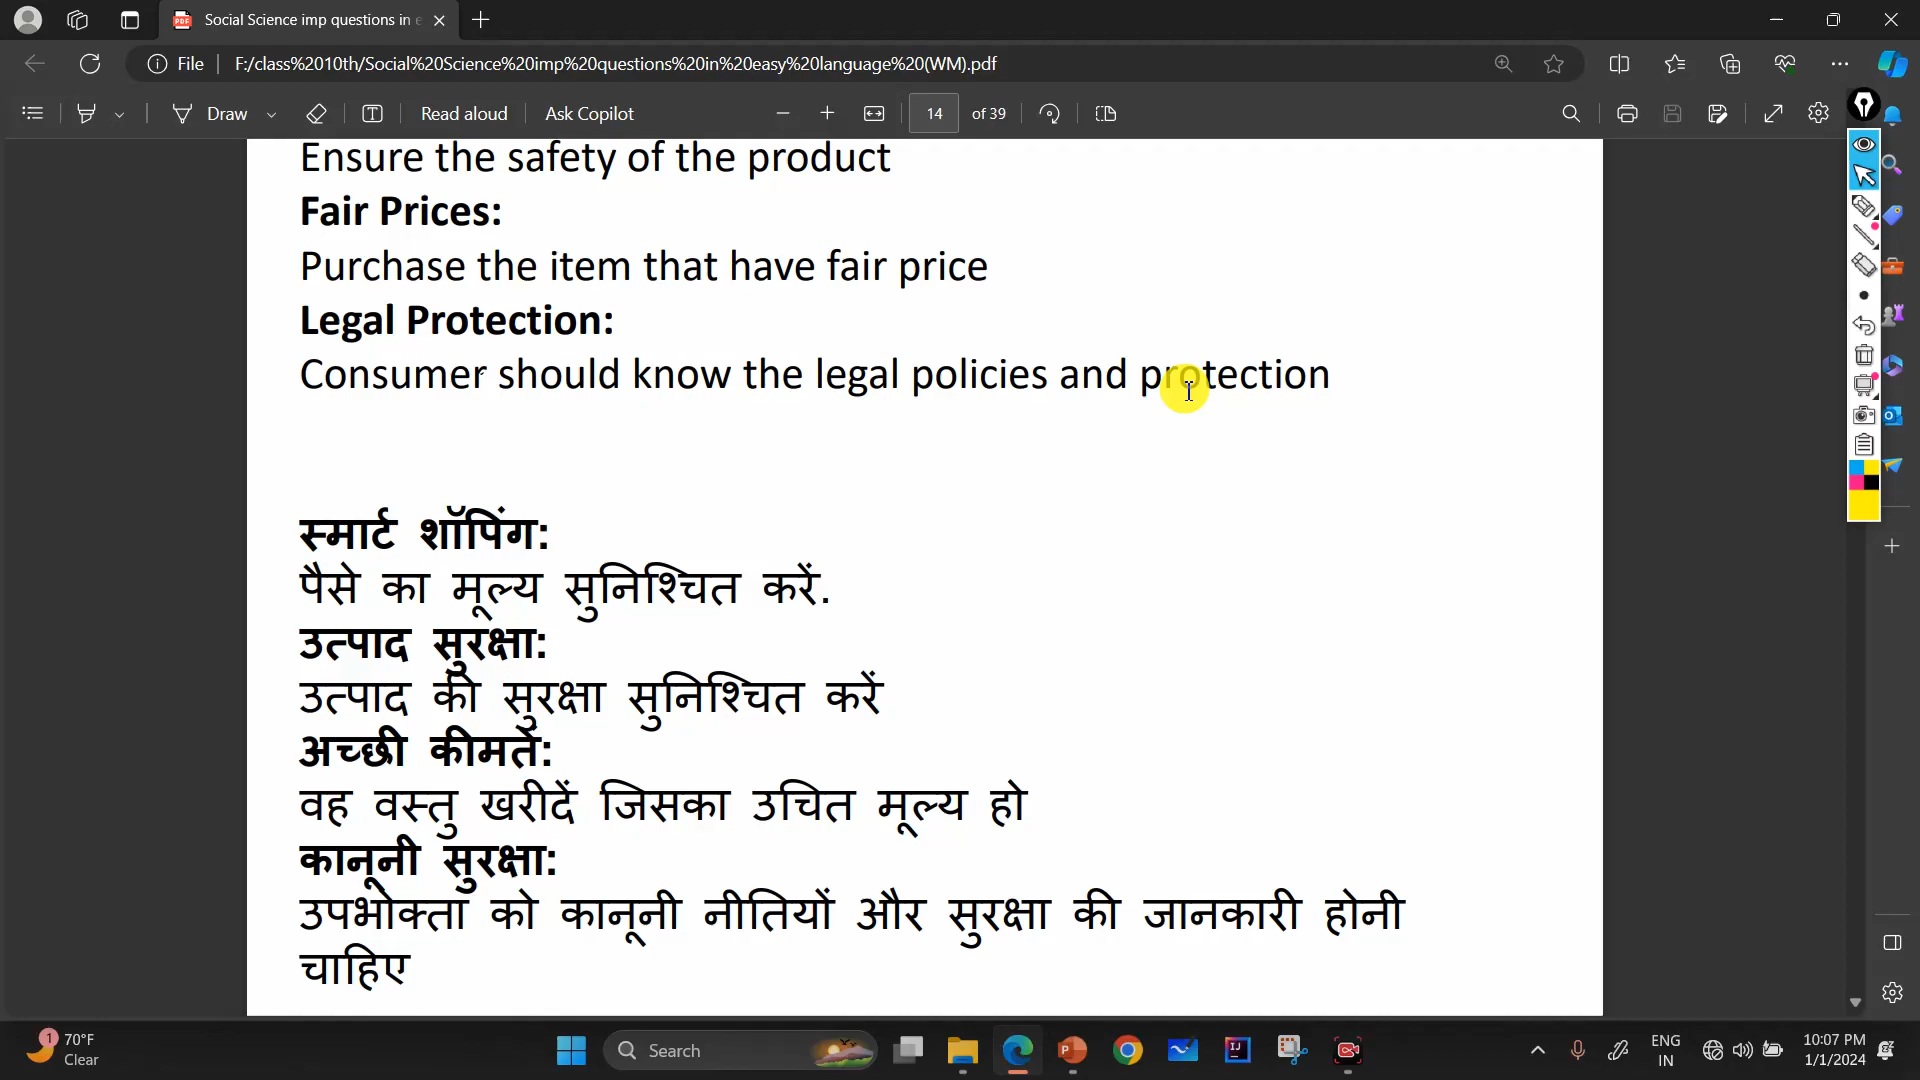 Social Science imp questions in e
File
F:/class%2010th/Social%20Science%20imp%20questions%20in%20easy%20language%20(WM).pdf
Draw
Read aloud
Ask Copilot
14
of 39
Ensure the safety of the product
Fair Prices:
Purchase the item that have fair price
Legal Protection:
Consumer should know the legal policies and protection
स्मार्ट शॉपिंग:
पैसे का मूल्य सुनिश्चित करें.
उत्पाद सुरक्षा:
उत्पाद की सुरक्षा सुनिश्चित करें
अच्छी कीमतें:
वह वस्तु खरीदें जिसका उचित मूल्य हो
कानूनी सुरक्षा:
उपभोक्ता को कानूनी नीतियों और सुरक्षा की जानकारी होनी
चाहिए
1
70°F
Clear
Search
ENG
IN
10:07 PM
1/1/2024